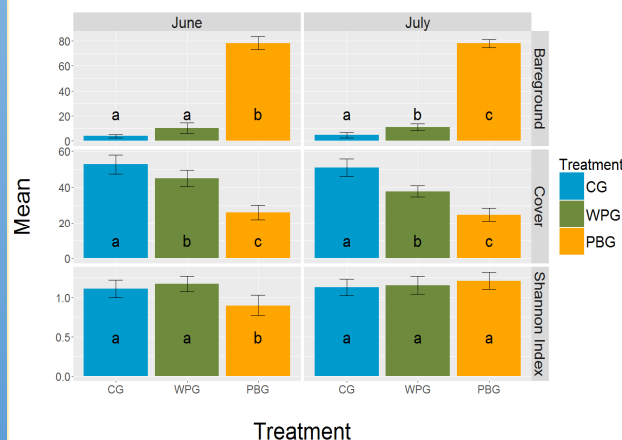 June July
80
60
40
20
0
a a b a b c
Bareground
60
40
20
0
a b c a b c
Cover
1.0
0.5
0.0
a a b a a a
Shannon Index
CG WPG PBG CG WPG PBG
Mean
Treatment
Treatment
CG
WPG
PBG